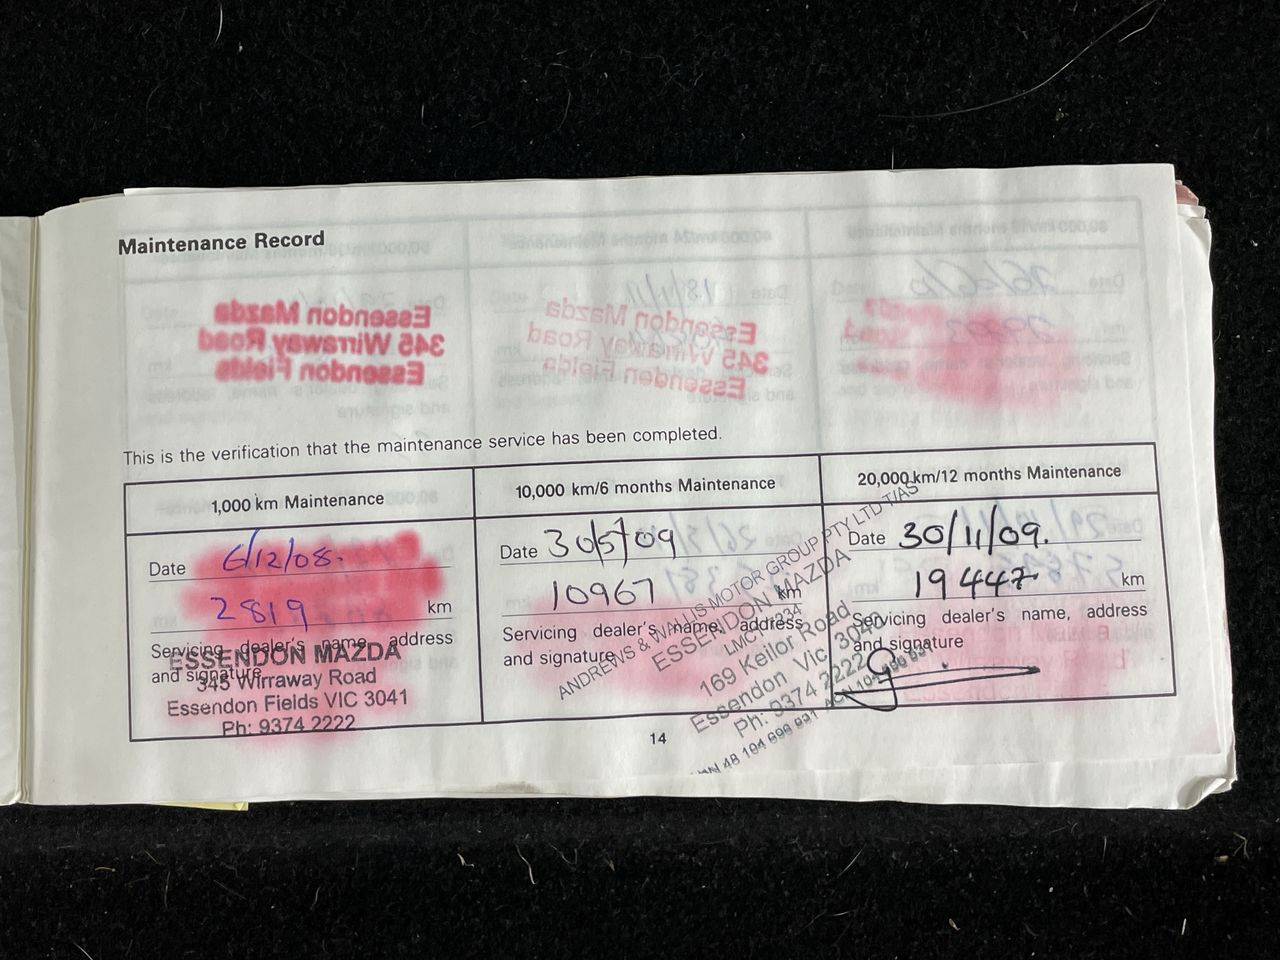 Maintenance Record
This is the verification that the maintenance service has been completed.
1,000 km Maintenance
Date 6/12/08.
2819 km
Servicing dealer's name, address
and signature
ESSENDON MAZDA
345 Wirraway Road
Essendon Fields VIC 3041
Ph: 9374 2222
10,000 km/6 months Maintenance
Date 30/5/09
10967 km
Servicing dealer's name, address
and signature
ANDREWS & WALLIS MOTOR GROUP PTY LTD T/AS
ESSENDON MAZDA
169 Keilor Road
Essendon Vic 3040
Ph: 9374 2222
20,000 km/12 months Maintenance
Date 30/11/09.
19447 km
Servicing dealer's name, address
and signature
14
Essendon Mazda
345 Wirraway Road
Essendon Fields
Essendon Mazda
345 Wirraway Road
Essendon Fields